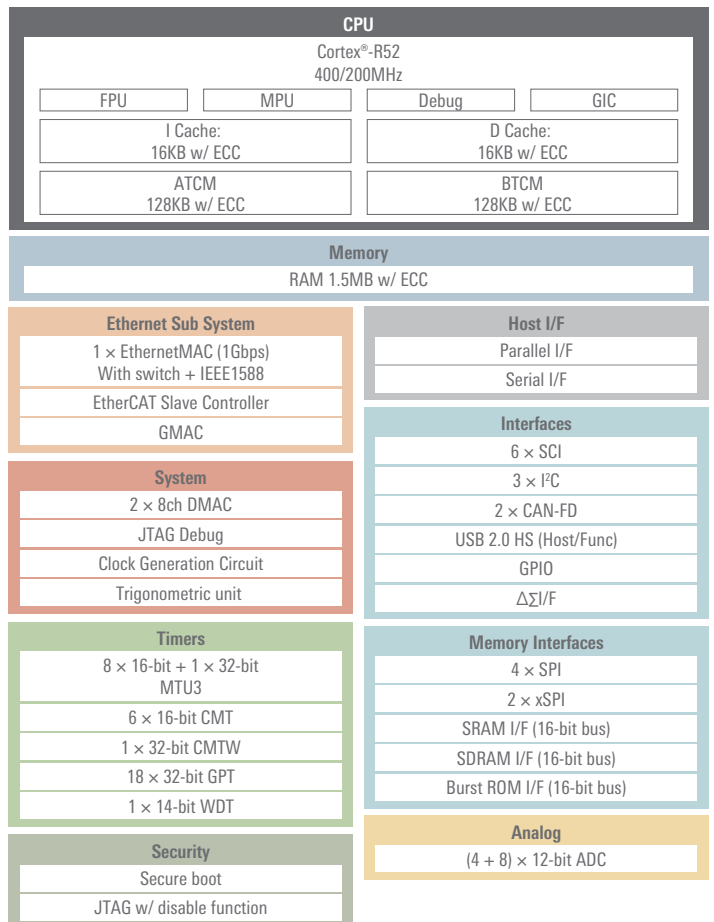 CPU
Cortex®-R52
400/200MHz
FPU MPU Debug GIC
I Cache:
16KB w/ ECC
D Cache:
16KB w/ ECC
ATCM
128KB w/ ECC
BTCM
128KB w/ ECC
Memory
RAM 1.5MB w/ ECC
Ethernet Sub System
1 × EthernetMAC (1Gbps)
With switch + IEEE1588
EtherCAT Slave Controller
GMAC
System
2 × 8ch DMAC
JTAG Debug
Clock Generation Circuit
Trigonometric unit
Timers
8 × 16-bit + 1 × 32-bit
MTU3
6 × 16-bit CMT
1 × 32-bit CMTW
18 × 32-bit GPT
1 × 14-bit WDT
Security
Secure boot
JTAG w/ disable function
Host I/F
Parallel I/F
Serial I/F
Interfaces
6 × SCI
3 × I²C
2 × CAN-FD
USB 2.0 HS (Host/Func)
GPIO
Δ∑I/F
Memory Interfaces
4 × SPI
2 × xSPI
SRAM I/F (16-bit bus)
SDRAM I/F (16-bit bus)
Burst ROM I/F (16-bit bus)
Analog
(4 + 8) × 12-bit ADC